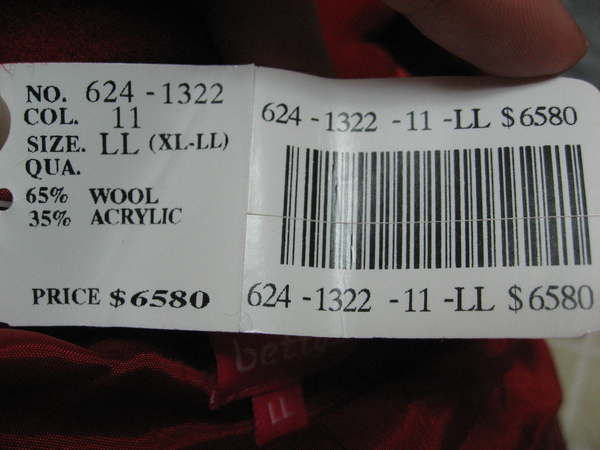 NO. 624 - 1322
COL. 11
SIZE. LL (XL-LL)
QUA.
65% WOOL
35% ACRYLIC
PRICE $6580
624 - 1322 - 11 - LL $6580
624 - 1322 - 11 - LL $6580
LL